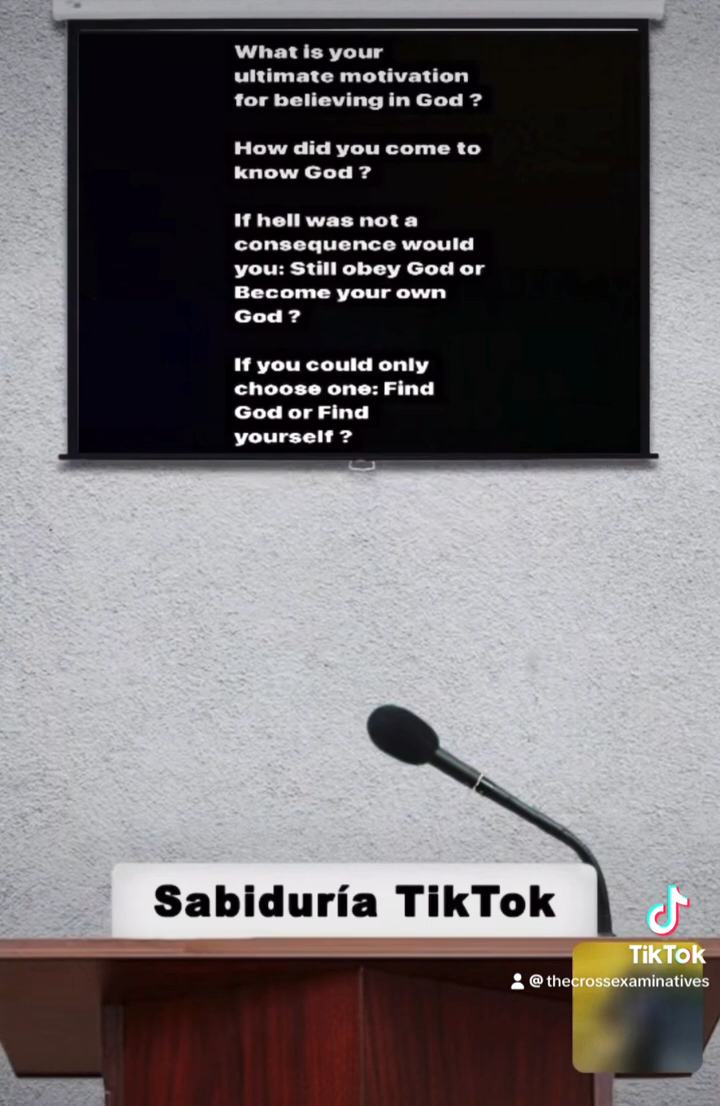 What is your
ultimate motivation
for believing in God ?
How did you come to
know God ?
If hell was not a
consequence would
you: Still obey God or
Become your own
God ?
If you could only
choose one: Find
God or Find
yourself ?
Sabiduría TikTok
TikTok
@thecrossexaminatives